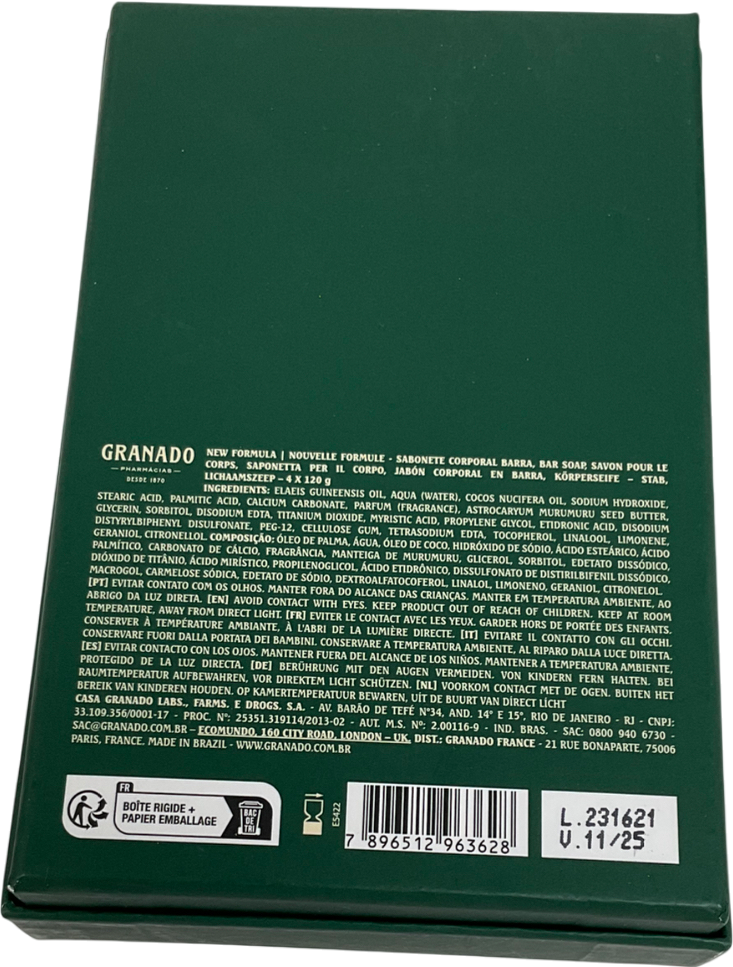 GRANADO
PHARMÁCIAS
DESDE 1870
NEW FORMULA | NOUVELLE FORMULE - SABONETE CORPORAL BARRA, BAR SOAP, SAVON POUR LE
CORPS, SAPONETTA PER IL CORPO, JABÓN CORPORAL EN BARRA, KÖRPERSEIFE – STAB,
LICHAAMSZEEP – 4 X 120 g
INGREDIENTS: ELAEIS GUINEENSIS OIL, AQUA (WATER), COCOS NUCIFERA OIL, SODIUM HYDROXIDE,
STEARIC ACID, PALMITIC ACID, CALCIUM CARBONATE, PARFUM (FRAGRANCE), ASTROCARYUM MURUMURU SEED BUTTER,
GLYCERIN, SORBITOL, DISODIUM EDTA, TITANIUM DIOXIDE, MYRISTIC ACID, PROPYLENE GLYCOL, ETIDRONIC ACID, DISODIUM
DISTYRYLBIPHENYL DISULFONATE, PEG-12, CELLULOSE GUM, TETRASODIUM EDTA, TOCOPHEROL, LINALOOL, LIMONENE,
GERANIOL, CITRONELLOL. COMPOSIÇÃO: ÓLEO DE PALMA, ÁGUA, ÓLEO DE COCO, HIDRÓXIDO DE SÓDIO, ÁCIDO ESTEÁRICO, ÁCIDO
PALMÍTICO, CARBONATO DE CÁLCIO, FRAGRÂNCIA, MANTEIGA DE MURUMURU, GLICEROL, SORBITOL, EDETATO DISSÓDICO,
DIÓXIDO DE TITÂNIO, ÁCIDO MIRÍSTICO, PROPILENOGLICOL, ÁCIDO ETIDRÔNICO, DISSULFONATO DE DISTIRILBIFENIL DISSÓDICO,
MACROGOL, CARMELOSE SÓDICA, EDETATO DE SÓDIO, DEXTROALFATOCOFEROL, LINALOL, LIMONENO, GERANIOL, CITRONELOL.
[PT] EVITAR CONTATO COM OS OLHOS. MANTER FORA DO ALCANCE DAS CRIANÇAS. MANTER EM TEMPERATURA AMBIENTE, AO
ABRIGO DA LUZ DIRETA. [EN] AVOID CONTACT WITH EYES. KEEP PRODUCT OUT OF REACH OF CHILDREN. KEEP AT ROOM
TEMPERATURE, AWAY FROM DIRECT LIGHT. [FR] EVITER LE CONTACT AVEC LES YEUX. GARDER HORS DE PORTÉE DES ENFANTS.
CONSERVER À TEMPÉRATURE AMBIANTE, À L'ABRI DE LA LUMIÈRE DIRECTE. [IT] EVITARE IL CONTATTO CON GLI OCCHI.
CONSERVARE FUORI DALLA PORTATA DEI BAMBINI. CONSERVARE A TEMPERATURA AMBIENTE, AL RIPARO DALLA LUCE DIRETTA.
[ES] EVITAR CONTACTO CON LOS OJOS. MANTENER FUERA DEL ALCANCE DE LOS NIÑOS. MANTENER A TEMPERATURA AMBIENTE,
PROTEGIDO DE LA LUZ DIRECTA. [DE] BERÜHRUNG MIT DEN AUGEN VERMEIDEN. VON KINDERN FERN HALTEN. BEI
RAUMTEMPERATUR AUFBEWAHREN, VOR DIREKTEM LICHT SCHÜTZEN. [NL] VOORKOM CONTACT MET DE OGEN. BUITEN HET
BEREIK VAN KINDEREN HOUDEN. OP KAMERTEMPERATUUR BEWAREN, UIT DE BUURT VAN DIRECT LICHT
CASA GRANADO LABS., FARMS. E DROGS. S.A. - AV. BARÃO DE TEFÉ N°34, AND. 14° E 15°, RIO DE JANEIRO - RJ - CNPJ:
33.109.356/0001-17 - PROC. N°: 25351.319114/2013-02 - AUT. M.S. N°: 2.00116-9 - IND. BRAS. - SAC: 0800 940 6730 -
SAC@GRANADO.COM.BR – ECOMUNDO, 160 CITY ROAD, LONDON – UK. DIST.: GRANADO FRANCE - 21 RUE BONAPARTE, 75006
PARIS, FRANCE. MADE IN BRAZIL - WWW.GRANADO.COM.BR
FR
BOÎTE RIGIDE +
PAPIER EMBALLAGE
BAC
DE
TRI
E5422
7 896512 963628
L.231621
V.11/25